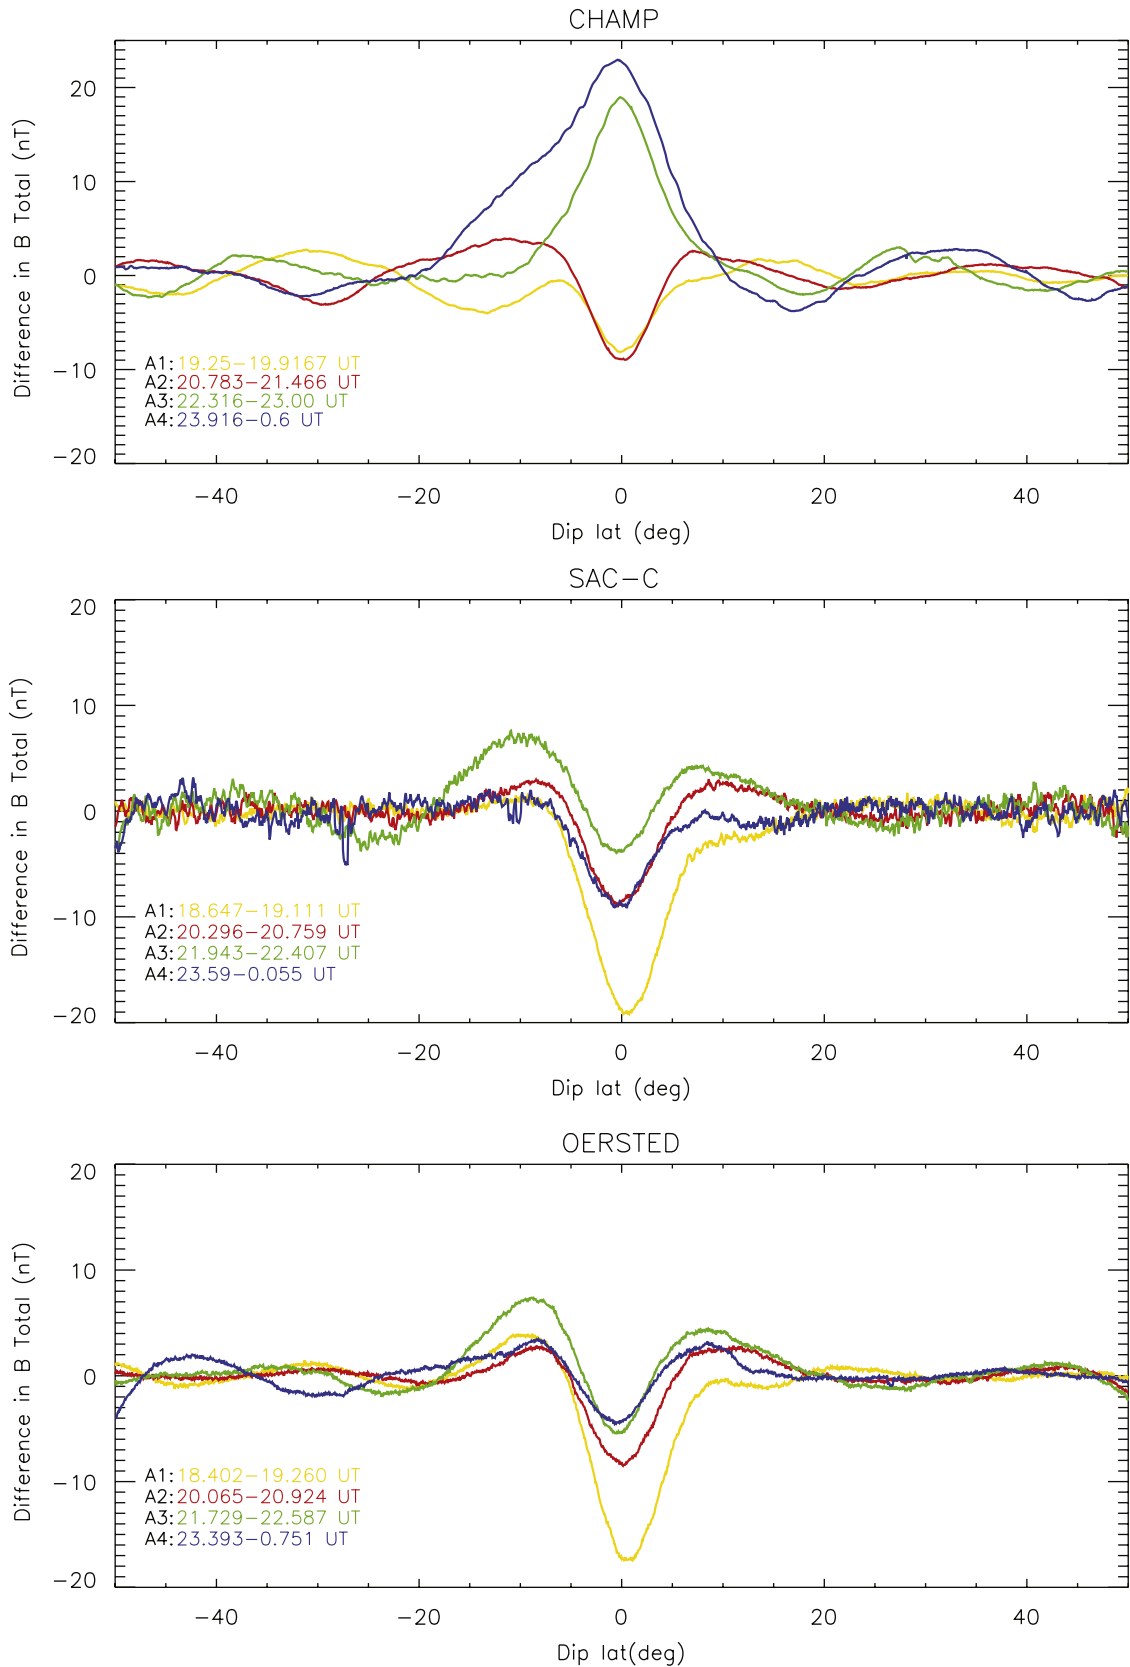 CHAMP
Difference in B Total (nT)
20
10
0
−10
−20
A1:19.25−19.9167 UT
A2:20.783−21.466 UT
A3:22.316−23.00 UT
A4:23.916−0.6 UT
−40 −20 0 20 40
Dip lat (deg)
SAC−C
Difference in B Total (nT)
20
10
0
−10
−20
A1:18.647−19.111 UT
A2:20.296−20.759 UT
A3:21.943−22.407 UT
A4:23.59−0.055 UT
−40 −20 0 20 40
Dip lat (deg)
OERSTED
Difference in B Total (nT)
20
10
0
−10
−20
A1:18.402−19.260 UT
A2:20.065−20.924 UT
A3:21.729−22.587 UT
A4:23.393−0.751 UT
−40 −20 0 20 40
Dip lat(deg)